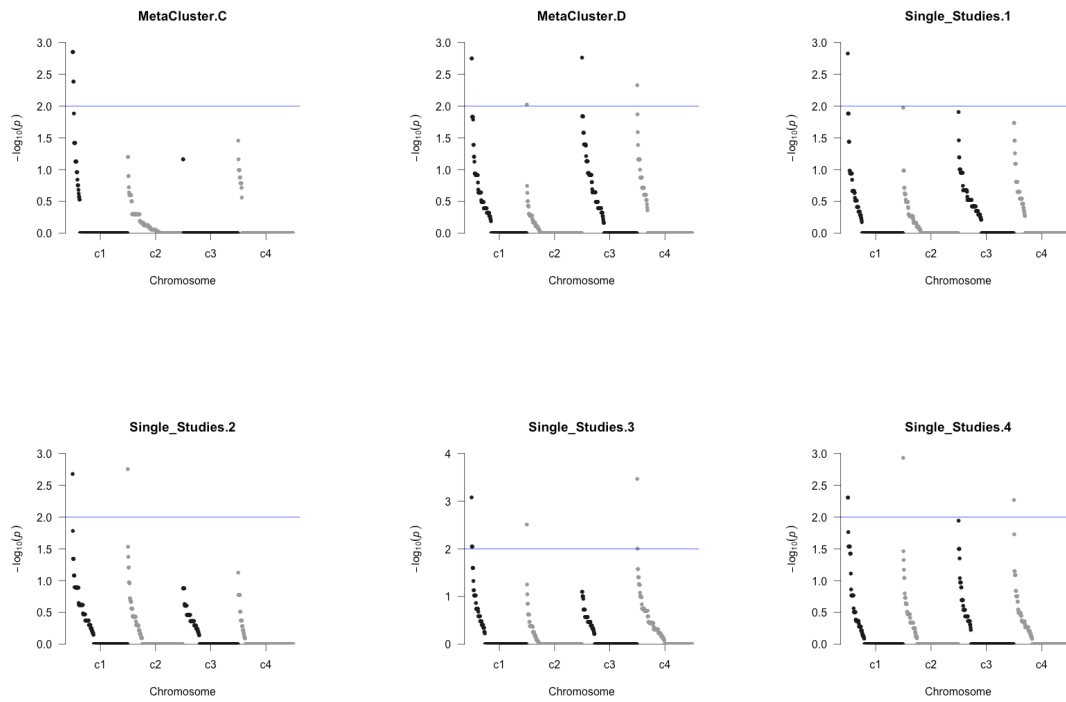 MetaCluster.C
MetaCluster.D
Single_Studies.1
3.0
2.5
2.0
1.5
1.0
0.5
0.0
−log10(p)
c1 c2 c3 c4
Chromosome
3.0
2.5
2.0
1.5
1.0
0.5
0.0
−log10(p)
c1 c2 c3 c4
Chromosome
3.0
2.5
2.0
1.5
1.0
0.5
0.0
−log10(p)
c1 c2 c3 c4
Chromosome
Single_Studies.2
Single_Studies.3
Single_Studies.4
3.0
2.5
2.0
1.5
1.0
0.5
0.0
−log10(p)
c1 c2 c3 c4
Chromosome
4
3
2
1
0
−log10(p)
c1 c2 c3 c4
Chromosome
3.0
2.5
2.0
1.5
1.0
0.5
0.0
−log10(p)
c1 c2 c3 c4
Chromosome